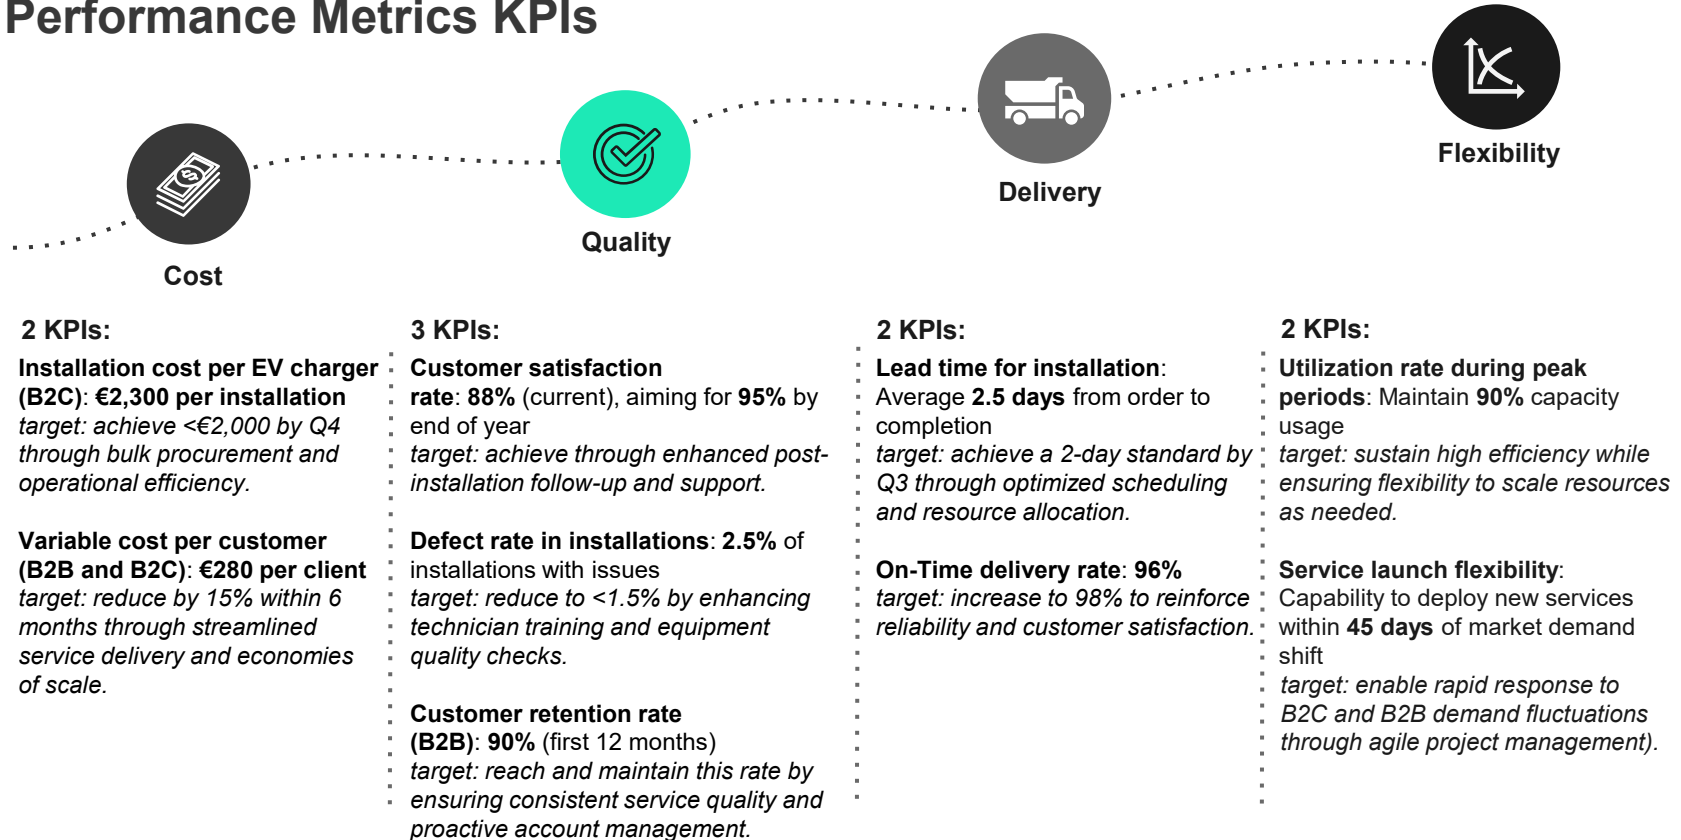 Performance Metrics KPIs
Cost
Quality
Delivery
Flexibility
2 KPIs:
Installation cost per EV charger
(B2C): €2,300 per installation
target: achieve <€2,000 by Q4
through bulk procurement and
operational efficiency.
Variable cost per customer
(B2B and B2C): €280 per client
target: reduce by 15% within 6
months through streamlined
service delivery and economies
of scale.
3 KPIs:
Customer satisfaction
rate: 88% (current), aiming for 95% by
end of year
target: achieve through enhanced post-
installation follow-up and support.
Defect rate in installations: 2.5% of
installations with issues
target: reduce to <1.5% by enhancing
technician training and equipment
quality checks.
Customer retention rate
(B2B): 90% (first 12 months)
target: reach and maintain this rate by
ensuring consistent service quality and
proactive account management.
2 KPIs:
Lead time for installation:
Average 2.5 days from order to
completion
target: achieve a 2-day standard by
Q3 through optimized scheduling
and resource allocation.
On-Time delivery rate: 96%
target: increase to 98% to reinforce
reliability and customer satisfaction.
2 KPIs:
Utilization rate during peak
periods: Maintain 90% capacity
usage
target: sustain high efficiency while
ensuring flexibility to scale resources
as needed.
Service launch flexibility:
Capability to deploy new services
within 45 days of market demand
shift
target: enable rapid response to
B2C and B2B demand fluctuations
through agile project management).